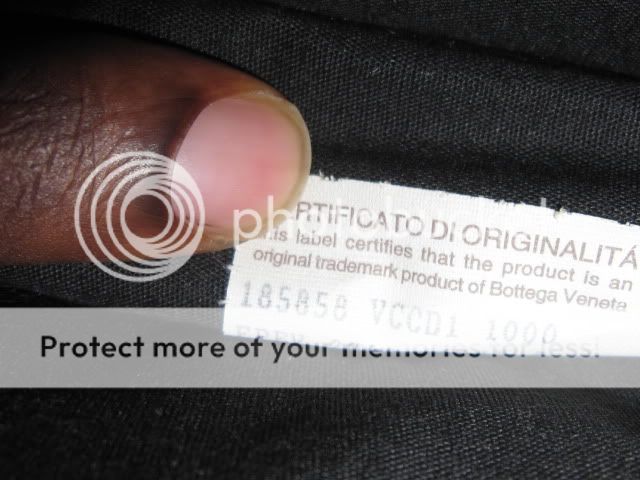 RTIFICATO DI ORIGINALITÁ
is label certifies that the product is an
original trademark product of Bottega Veneta
185858 VCCD1 1000
Protect more of your memories for less!